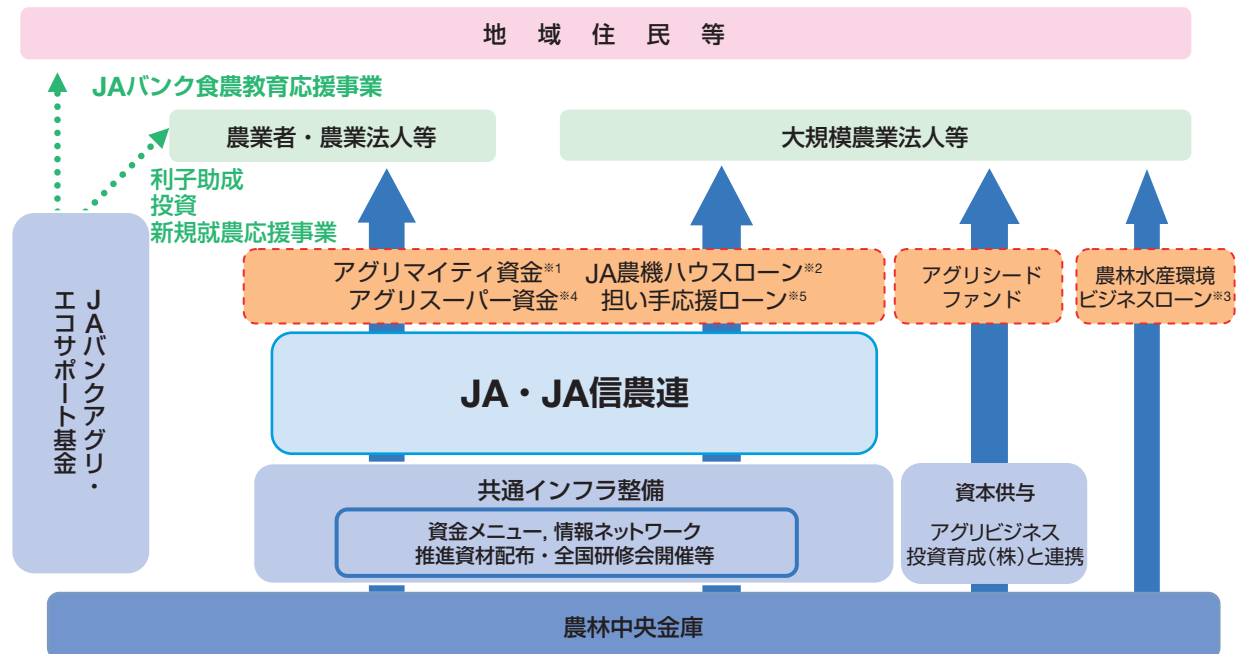 地域住民等
JAバンク食農教育応援事業
農業者・農業法人等
大規模農業法人等
利子助成
投資
新規就農応援事業
JAバンクアグリ・
エコサポート基金
アグリマイティ資金※1 JA農機ハウスローン※2
アグリスーパー資金※4 担い手応援ローン※5
アグリシード
ファンド
農林水産環境
ビジネスローン※3
JA・JA信農連
共通インフラ整備
資金メニュー, 情報ネットワーク
推進資材配布・全国研修会開催等
資本供与
アグリビジネス
投資育成(株)と連携
農林中央金庫